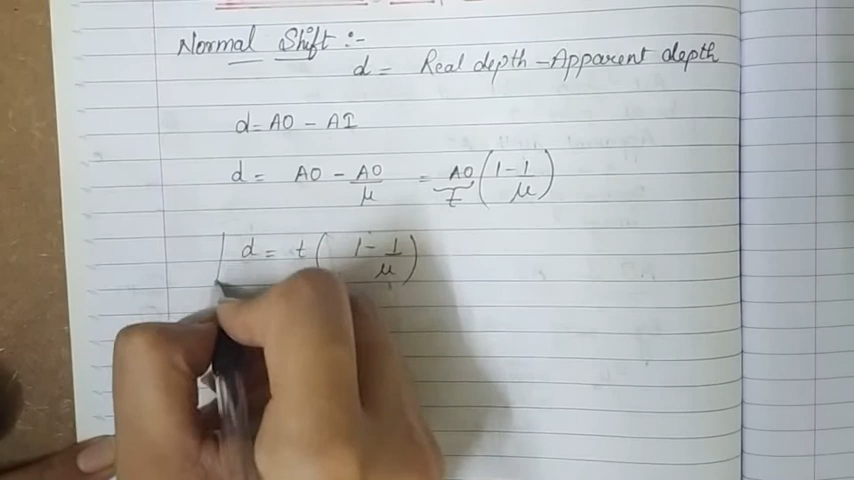 Normal Shift :-
d = Real depth - Apparent depth
d = AO - AI
d = AO - AO/μ = AO (1 - 1/μ)
t
d = t (1 - 1/μ)